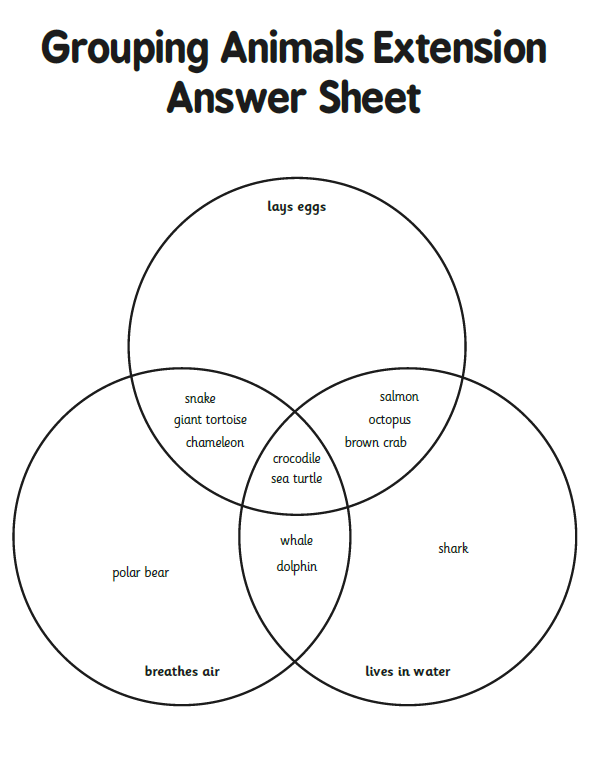 Grouping Animals Extension
Answer Sheet
lays eggs
snake
giant tortoise
chameleon
salmon
octopus
brown crab
crocodile
sea turtle
whale
dolphin
shark
polar bear
breathes air
lives in water